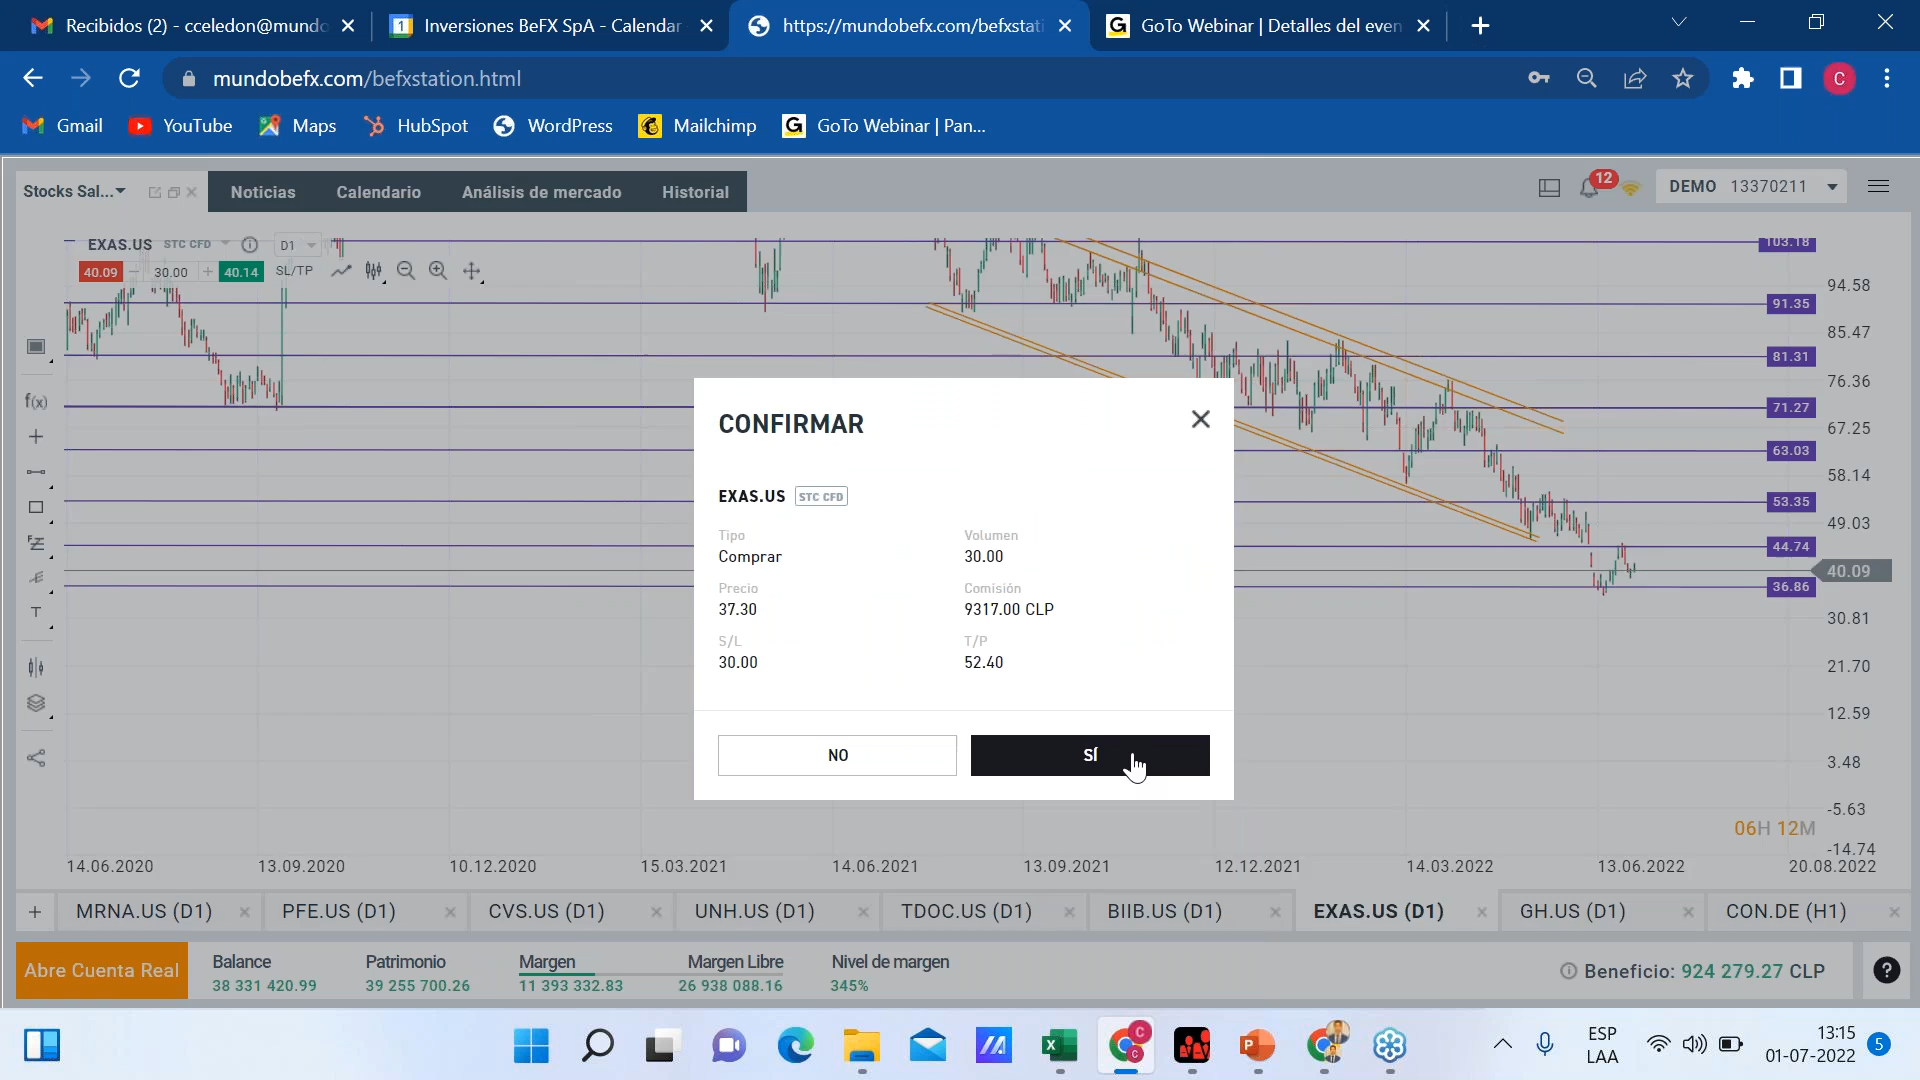 Recibidos (2) - cceledon@mundo
Inversiones BeFX SpA - Calendar
https://mundobefx.com/befxstati
GoTo Webinar | Detalles del even
mundobefx.com/befxstation.html
C
Gmail
YouTube
Maps
HubSpot
WordPress
Mailchimp
GoTo Webinar | Pan...
Stocks Sal...
Noticias
Calendario
Análisis de mercado
Historial
12
DEMO 13370211
EXAS.US STC CFD
D1
40.09
30.00
40.14
SL/TP
103.18
94.58
91.35
85.47
81.31
76.36
71.27
67.25
63.03
58.14
53.35
49.03
44.74
40.09
36.86
30.81
21.70
12.59
3.48
-5.63
-14.74
f(x)
T
CONFIRMAR
EXAS.US STC CFD
Tipo
Comprar
Volumen
30.00
Precio
37.30
Comisión
9317.00 CLP
S/L
30.00
T/P
52.40
NO
SÍ
06H 12M
14.06.2020
13.09.2020
10.12.2020
15.03.2021
14.06.2021
13.09.2021
12.12.2021
14.03.2022
13.06.2022
20.08.2022
MRNA.US (D1)
PFE.US (D1)
CVS.US (D1)
UNH.US (D1)
TDOC.US (D1)
BIIB.US (D1)
EXAS.US (D1)
GH.US (D1)
CON.DE (H1)
Abre Cuenta Real
Balance
38 331 420.99
Patrimonio
39 255 700.26
Margen
11 393 332.83
Margen Libre
26 938 088.16
Nivel de margen
345%
Beneficio: 924 279.27 CLP
ESP
LAA
13:15
01-07-2022
5